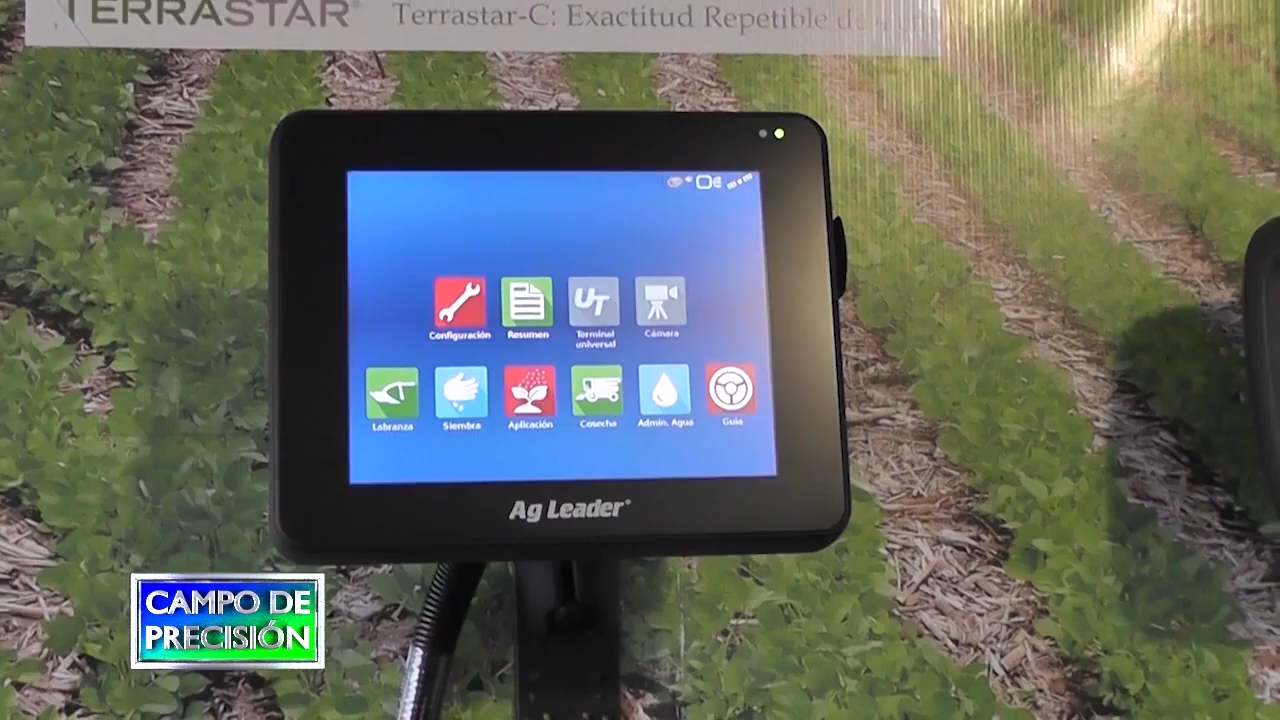 TERRASTAR®
Terrastar-C: Exactitud Repetible de
Configuración
Resumen
UT
Terminal
universal
Cámara
Labranza
Siembra
Aplicación
Cosecha
Admin. Agua
Guía
Ag Leader®
CAMPO DE
PRECISIÓN